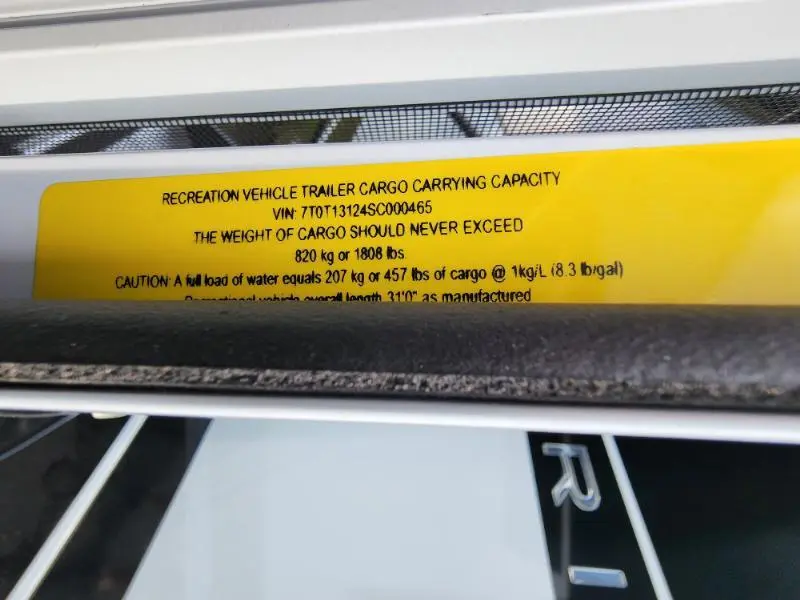 RECREATION VEHICLE TRAILER CARGO CARRYING CAPACITY
VIN: 7T0T13124SC000465
THE WEIGHT OF CARGO SHOULD NEVER EXCEED
820 kg or 1808 lbs.
CAUTION: A full load of water equals 207 kg or 457 lbs of cargo @ 1kg/L (8.3 lb/gal)
Recreational vehicle overall length 31'0" as manufactured
R